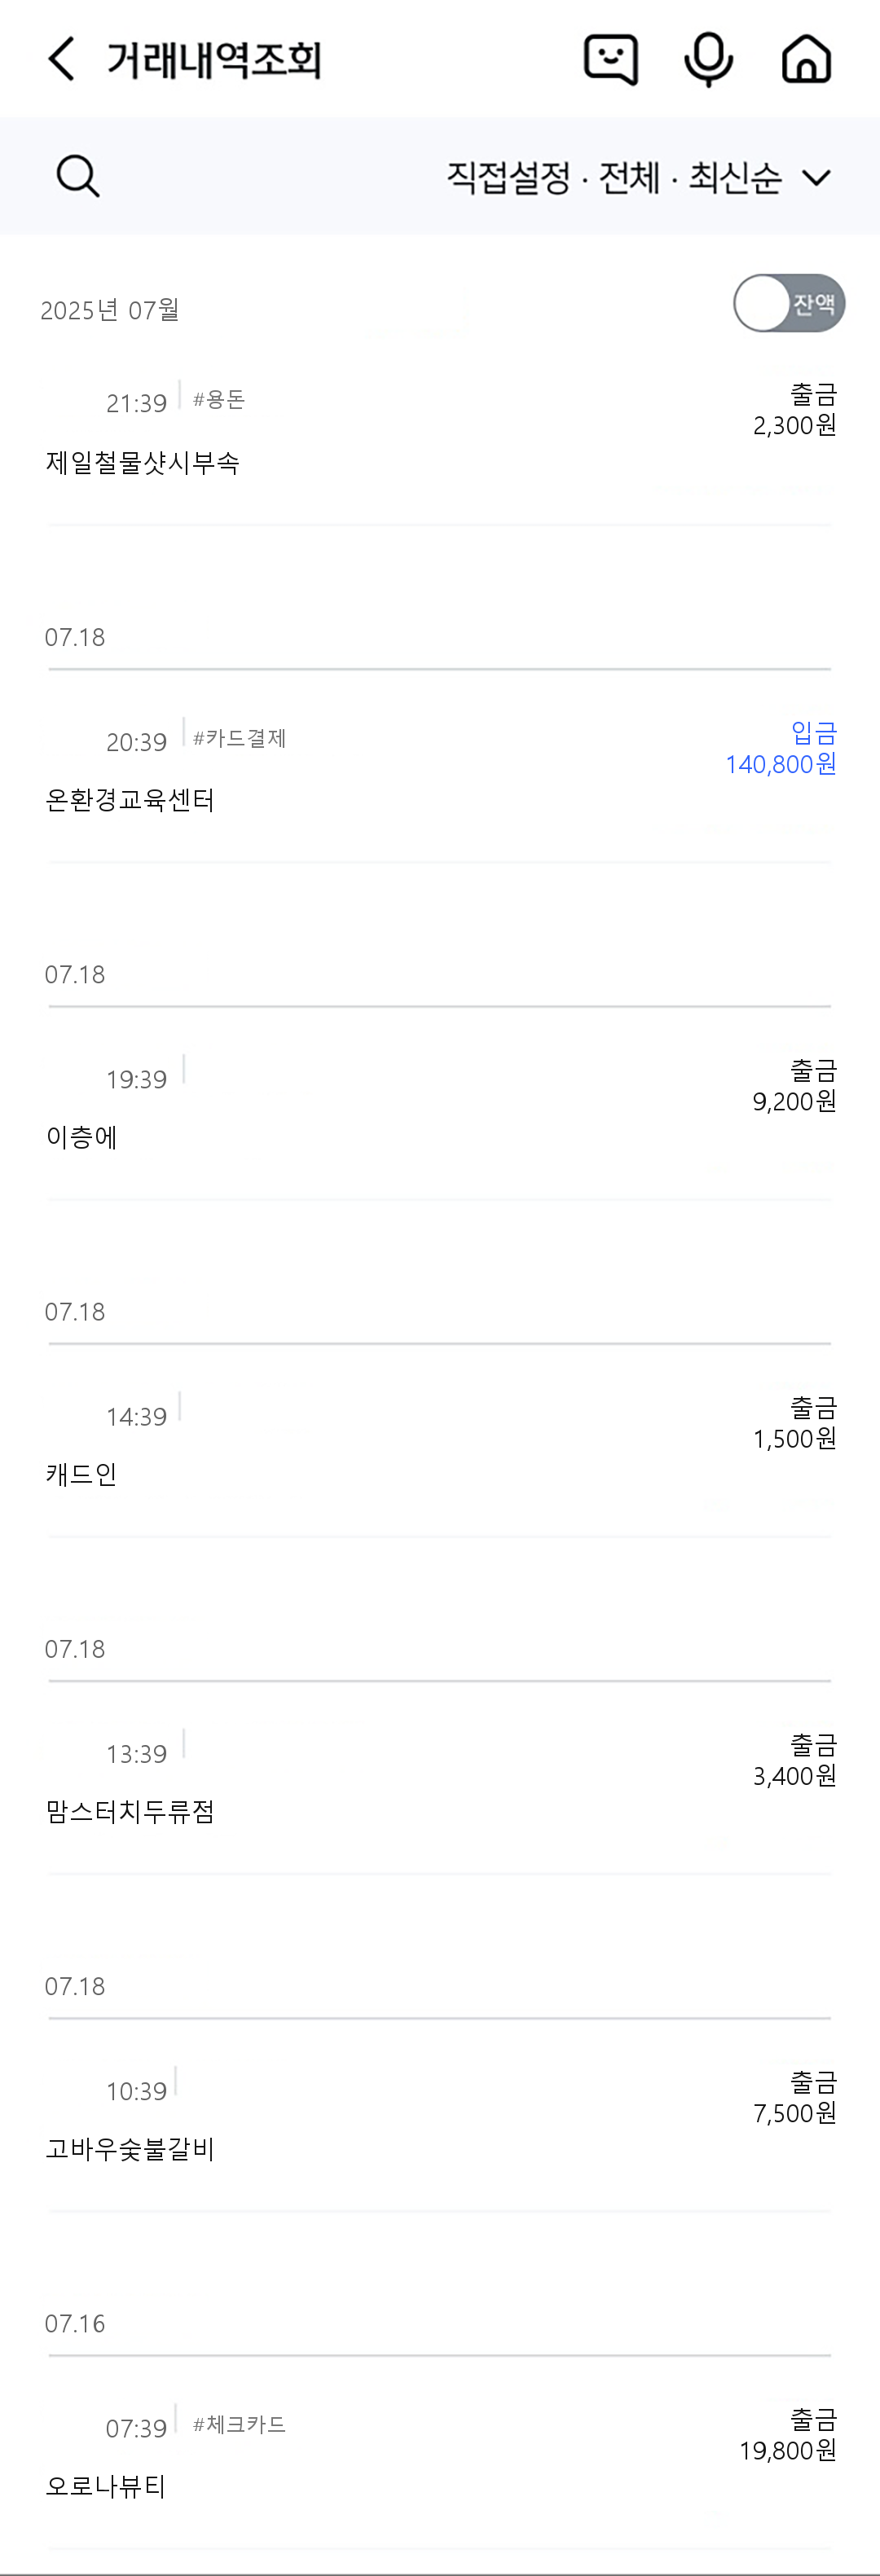 거래내역조회
직접설정 · 전체 · 최신순
2025년 07월
잔액
21:39 #용돈
출금
2,300원
제일철물샷시부속
07.18
20:39 #카드결제
입금
140,800원
온환경교육센터
07.18
19:39
출금
9,200원
이층에
07.18
14:39
출금
1,500원
캐드인
07.18
13:39
출금
3,400원
맘스터치두류점
07.18
10:39
출금
7,500원
고바우숯불갈비
07.16
07:39 #체크카드
출금
19,800원
오로나뷰티